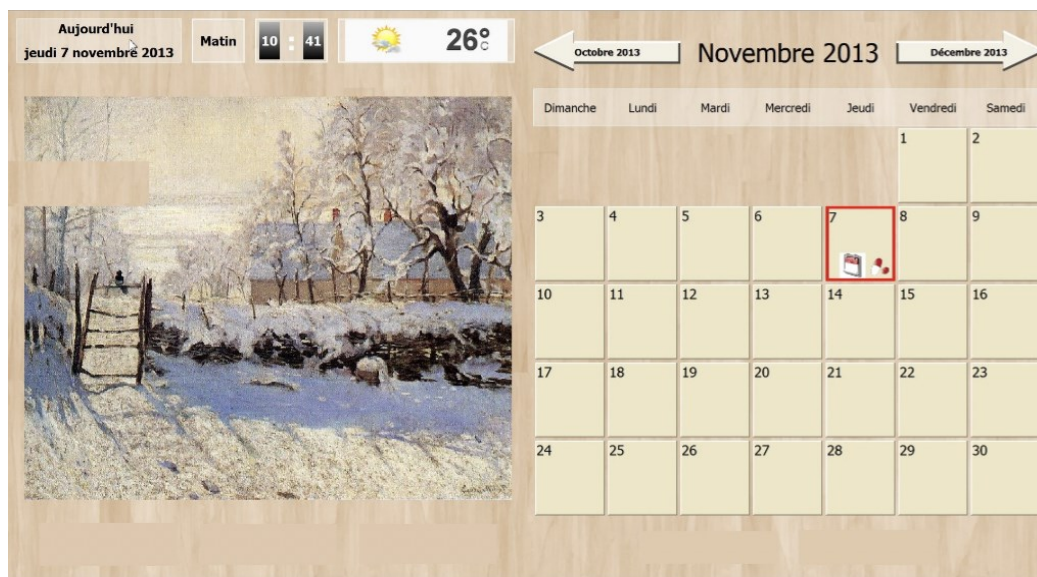 Aujourd'hui
jeudi 7 novembre 2013
Matin
10 : 41
26°C
Octobre 2013
Novembre 2013
Décembre 2013
Dimanche Lundi Mardi Mercredi Jeudi Vendredi Samedi
1 2
3 4 5 6 7 8 9
10 11 12 13 14 15 16
17 18 19 20 21 22 23
24 25 26 27 28 29 30